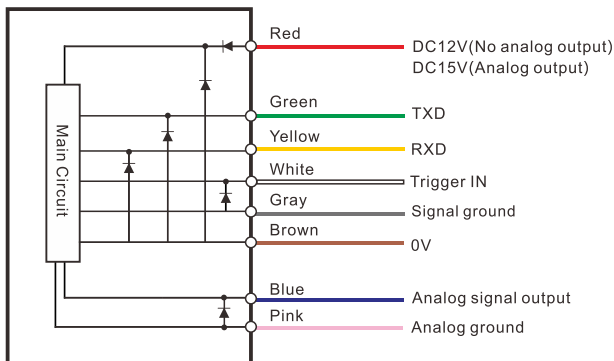 Red
DC12V(No analog output)
DC15V(Analog output)
Green
TXD
Yellow
RXD
White
Trigger IN
Gray
Signal ground
Brown
0V
Main Circuit
Blue
Analog signal output
Pink
Analog ground